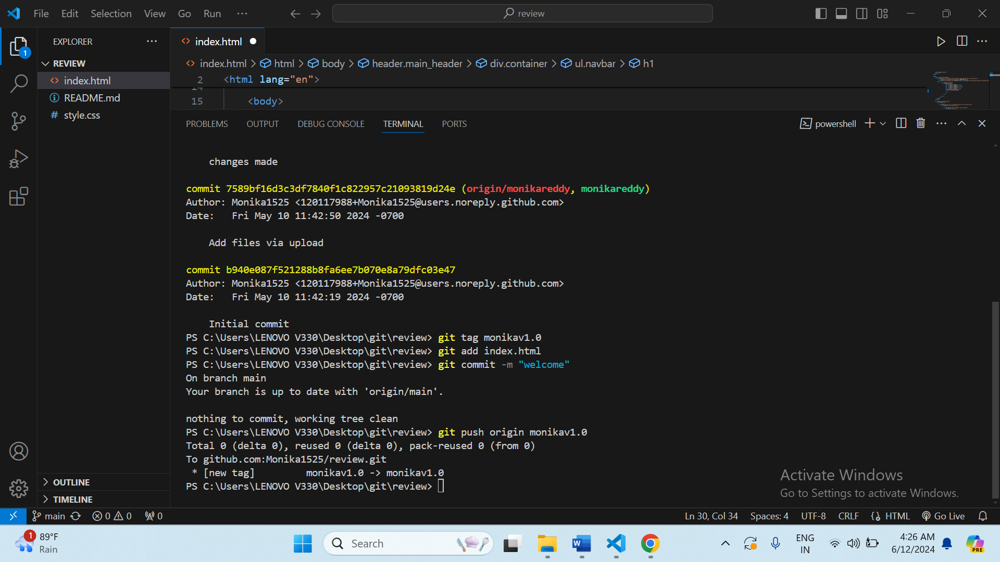 File Edit Selection View Go Run ··· review
EXPLORER ···
1
REVIEW
index.html
README.md
# style.css
OUTLINE
TIMELINE
index.html
index.html > html > body > header.main_header > div.container > ul.navbar > h1
2 <html lang="en">
15 <body>
PROBLEMS OUTPUT DEBUG CONSOLE TERMINAL PORTS powershell
changes made
commit 7589bf16d3c3df7840f1c822957c21093819d24e (origin/monikareddy, monikareddy)
Author: Monika1525 <120117988+Monika1525@users.noreply.github.com>
Date: Fri May 10 11:42:50 2024 -0700
Add files via upload
commit b940e087f521288b8fa6ee7b070e8a79dfc03e47
Author: Monika1525 <120117988+Monika1525@users.noreply.github.com>
Date: Fri May 10 11:42:19 2024 -0700
Initial commit
PS C:\Users\LENOVO V330\Desktop\git\review> git tag monikav1.0
PS C:\Users\LENOVO V330\Desktop\git\review> git add index.html
PS C:\Users\LENOVO V330\Desktop\git\review> git commit -m "welcome"
On branch main
Your branch is up to date with 'origin/main'.
nothing to commit, working tree clean
PS C:\Users\LENOVO V330\Desktop\git\review> git push origin monikav1.0
Total 0 (delta 0), reused 0 (delta 0), pack-reused 0 (from 0)
To github.com:Monika1525/review.git
* [new tag] monikav1.0 -> monikav1.0
PS C:\Users\LENOVO V330\Desktop\git\review>
Activate Windows
Go to Settings to activate Windows.
main 0 0 0 Ln 30, Col 34 Spaces: 4 UTF-8 CRLF HTML Go Live
1 89°F
Rain
Search
ENG
IN
4:26 AM
6/12/2024
PRE